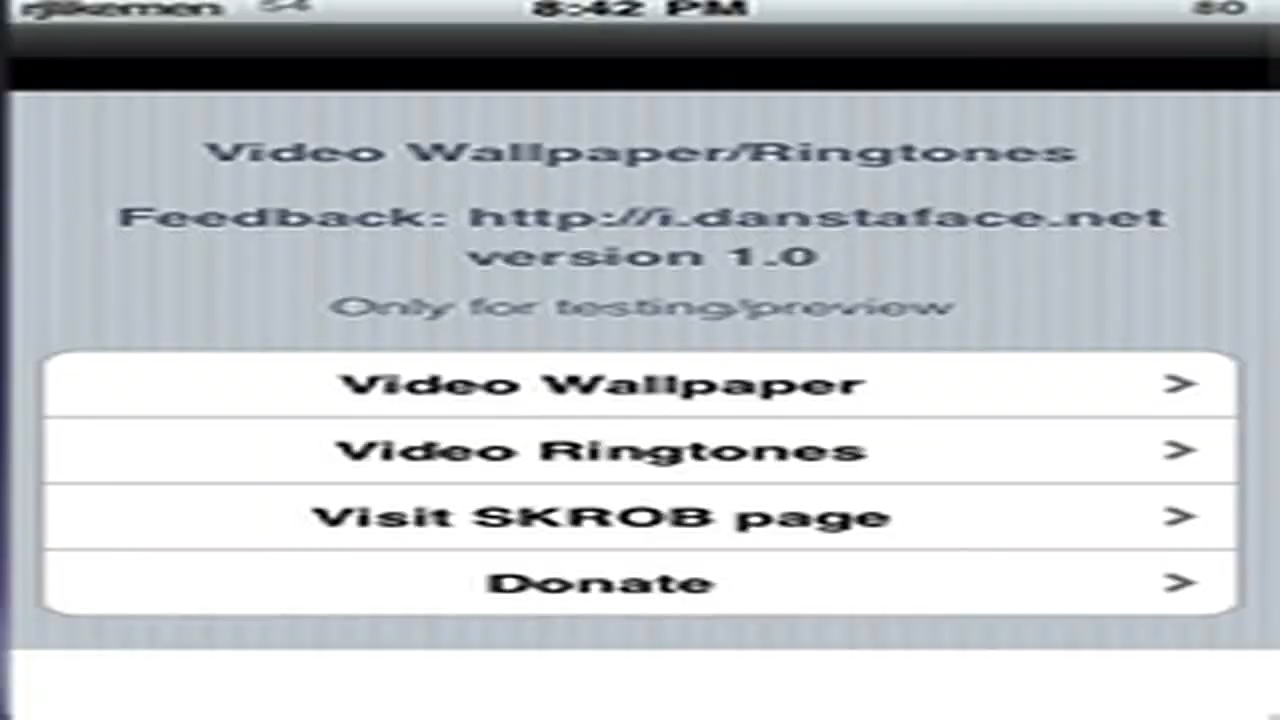 8:42 PM
Video Wallpaper/Ringtones
Feedback: http://i.danstaface.net
version 1.0
Only for testing/preview
Video Wallpaper >
Video Ringtones >
Visit SKROB page >
Donate >